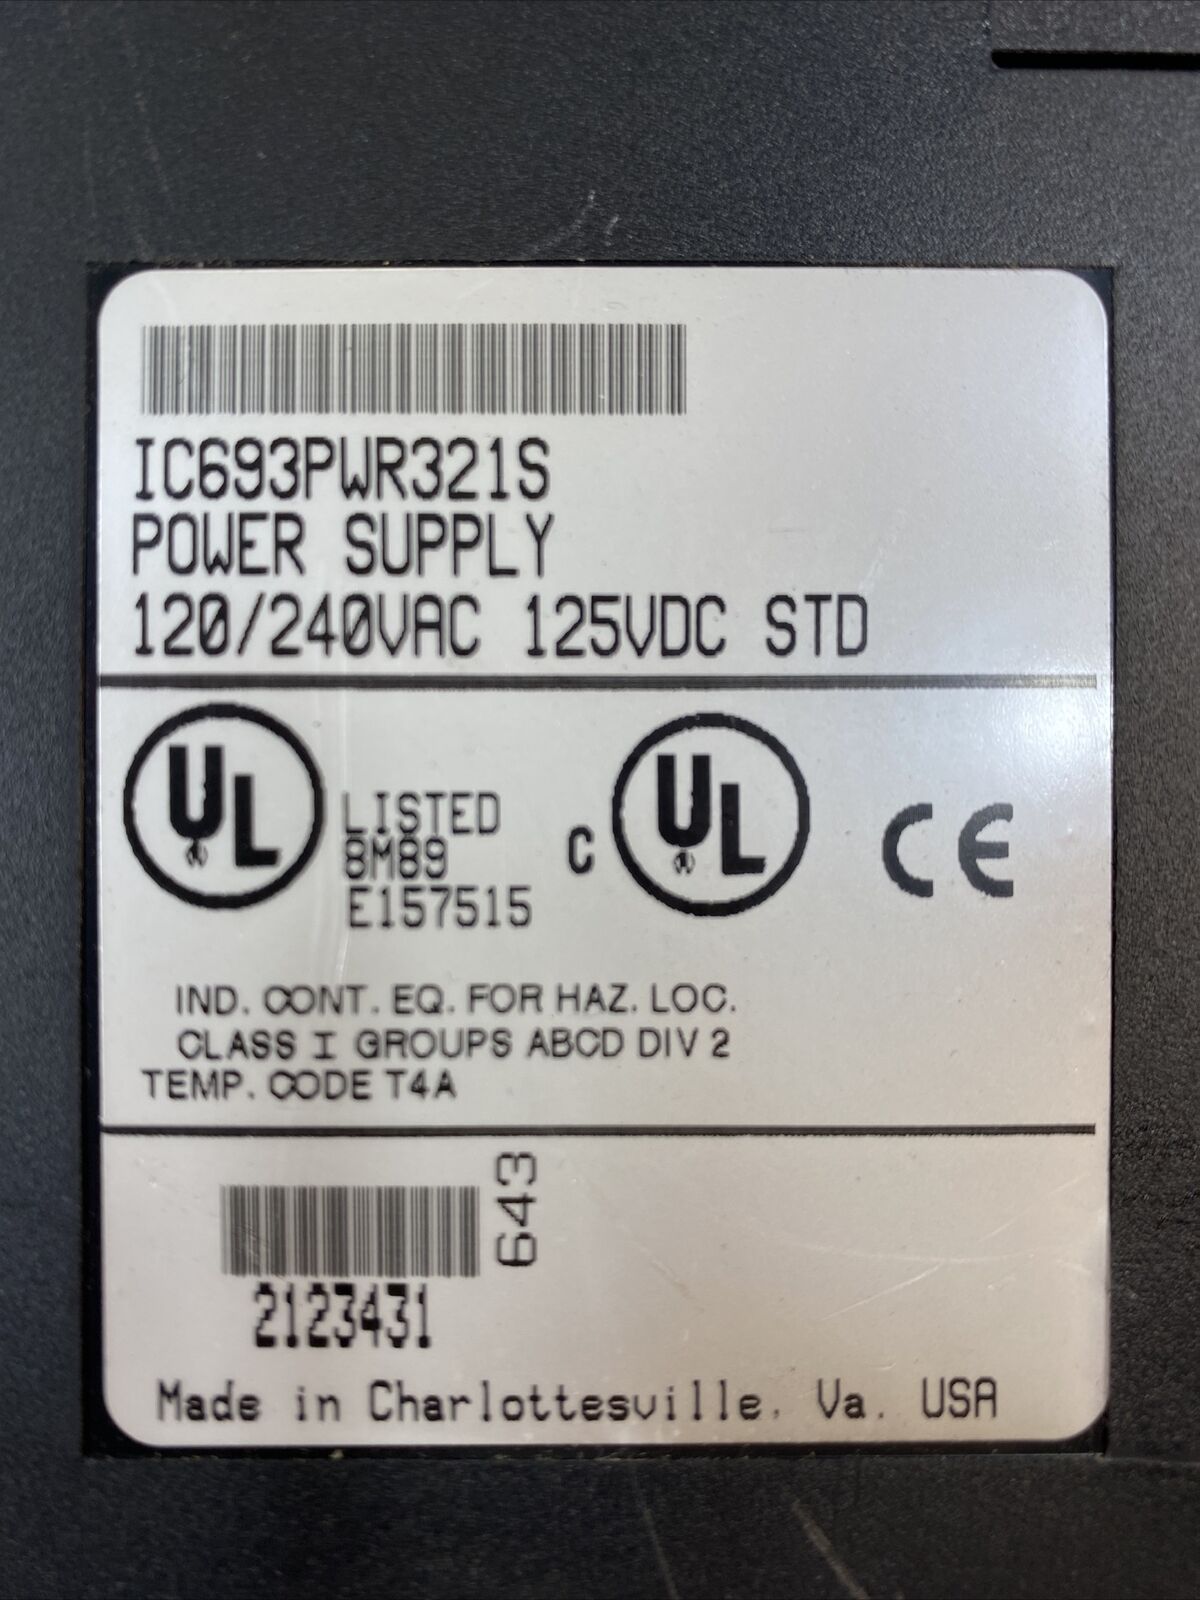 IC693PWR321S
POWER SUPPLY
120/240VAC 125VDC STD
UL
LISTED
8M89
E157515
C UL
CE
IND. CONT. EQ. FOR HAZ. LOC.
CLASS I GROUPS ABCD DIV 2
TEMP. CODE T4A
643
2123431
Made in Charlottesville, Va. USA